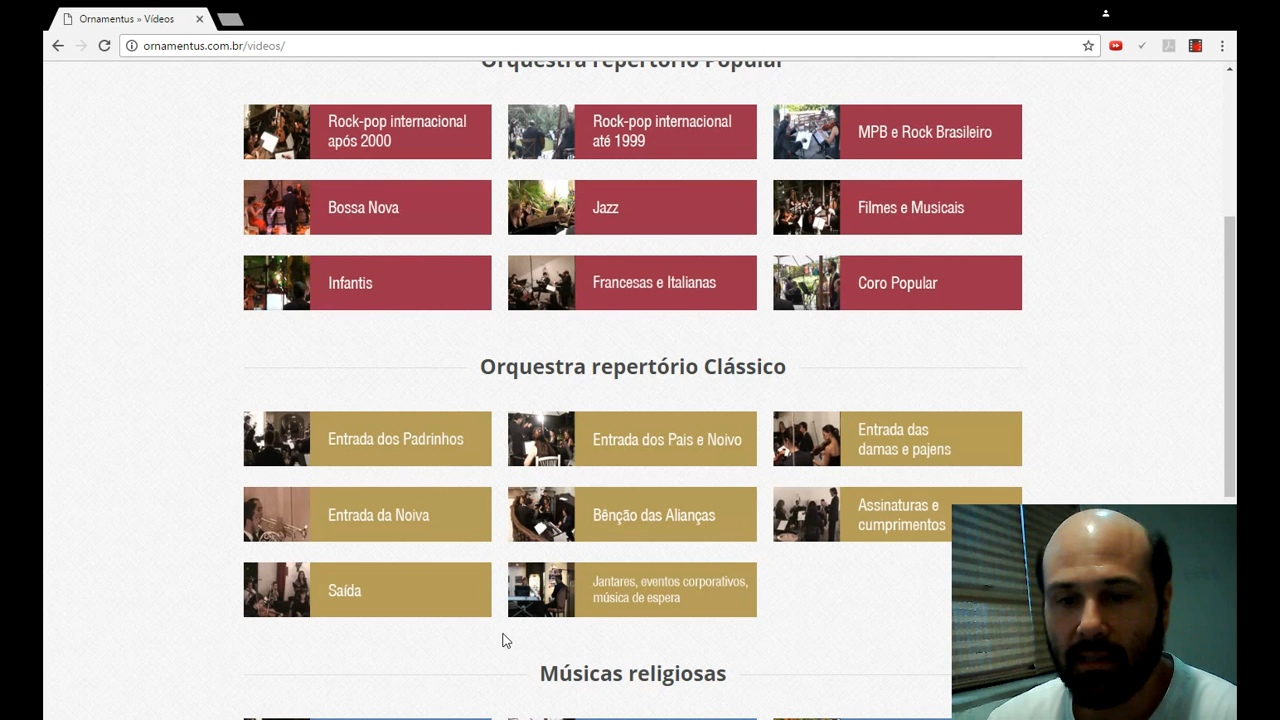 Ornamentus » Vídeos
ornamentus.com.br/videos/
Orquestra repertório Popular
Rock-pop internacional
após 2000
Rock-pop internacional
até 1999
MPB e Rock Brasileiro
Bossa Nova
Jazz
Filmes e Musicais
Infantis
Francesas e Italianas
Coro Popular
Orquestra repertório Clássico
Entrada dos Padrinhos
Entrada dos Pais e Noivo
Entrada das
damas e pajens
Entrada da Noiva
Bênção das Alianças
Assinaturas e
cumprimentos
Saída
Jantares, eventos corporativos,
música de espera
Músicas religiosas